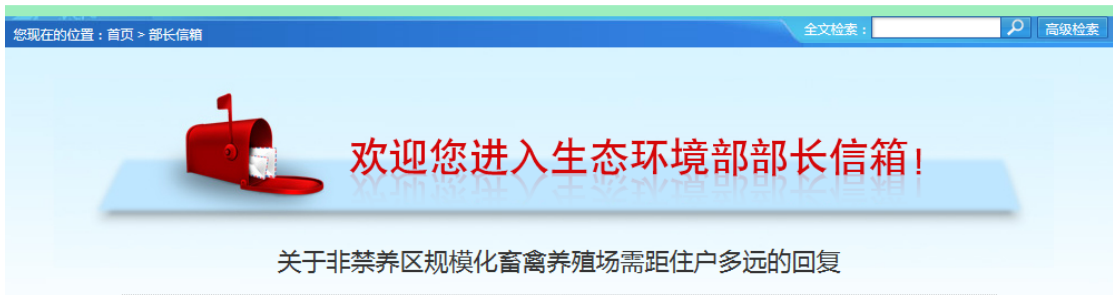 您现在的位置：首页 > 部长信箱
全文检索：
高级检索
欢迎您进入生态环境部部长信箱！
关于非禁养区规模化畜禽养殖场需距住户多远的回复